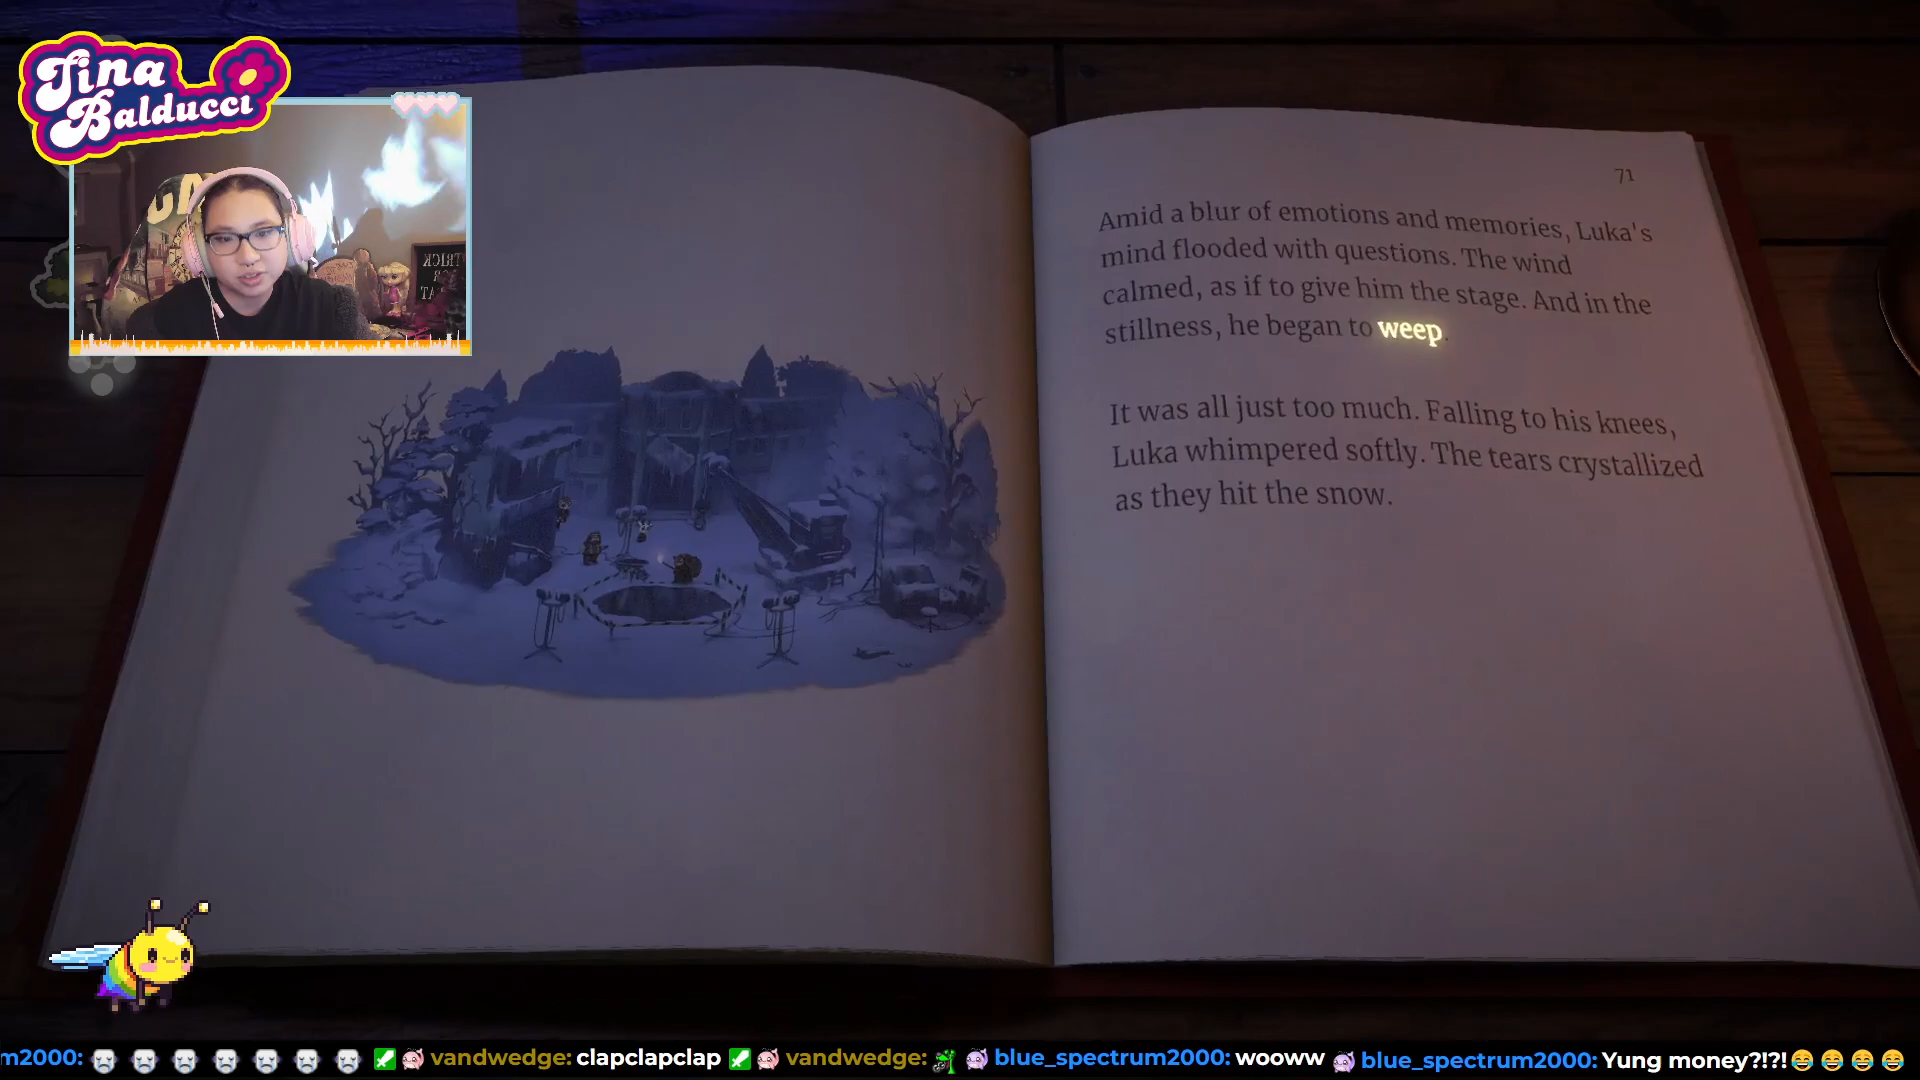 Tina
Balducci
TRICK
OR
71
Amid a blur of emotions and memories, Luka's
mind flooded with questions. The wind
calmed, as if to give him the stage. And in the
stillness, he began to weep.
It was all just too much. Falling to his knees,
Luka whimpered softly. The tears crystallized
as they hit the snow.
m2000: vandwedge: clapclapclap vandwedge: blue_spectrum2000: wooww blue_spectrum2000: Yung money?!?!